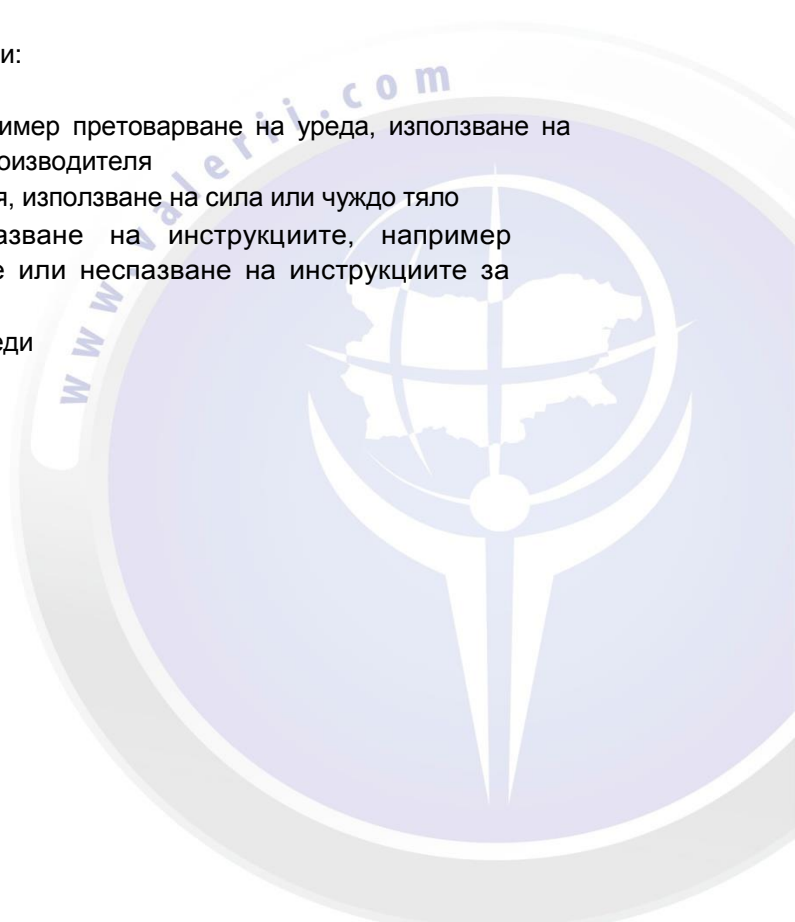 и:
имер претоварване на уреда, използване на
оизводителя
я, използване на сила или чуждо тяло
азване на инструкциите, например
е или неспазване на инструкциите за
еди
www.valerij.com